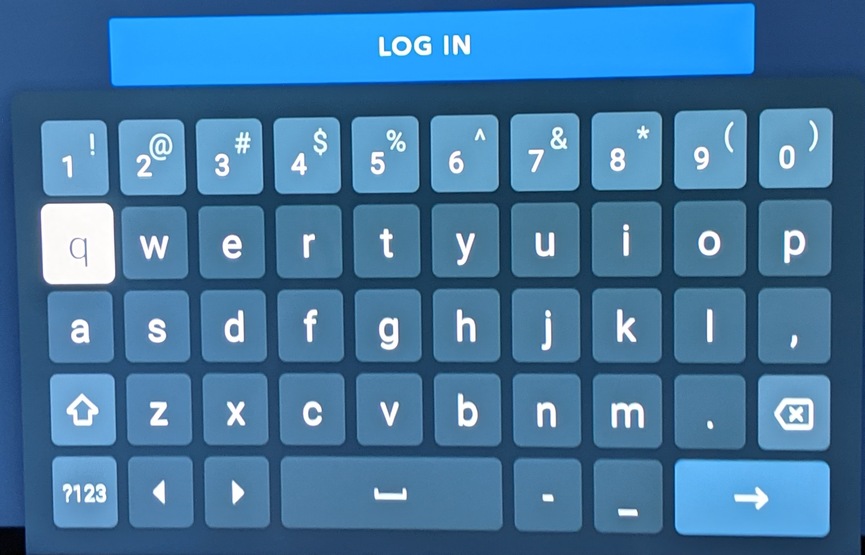 LOG IN
1 ! 2 @ 3 # 4 $ 5 % 6 ^ 7 & 8 * 9 ( 0 )
q w e r t y u i o p
a s d f g h j k l ,
z x c v b n m .
?123 - _